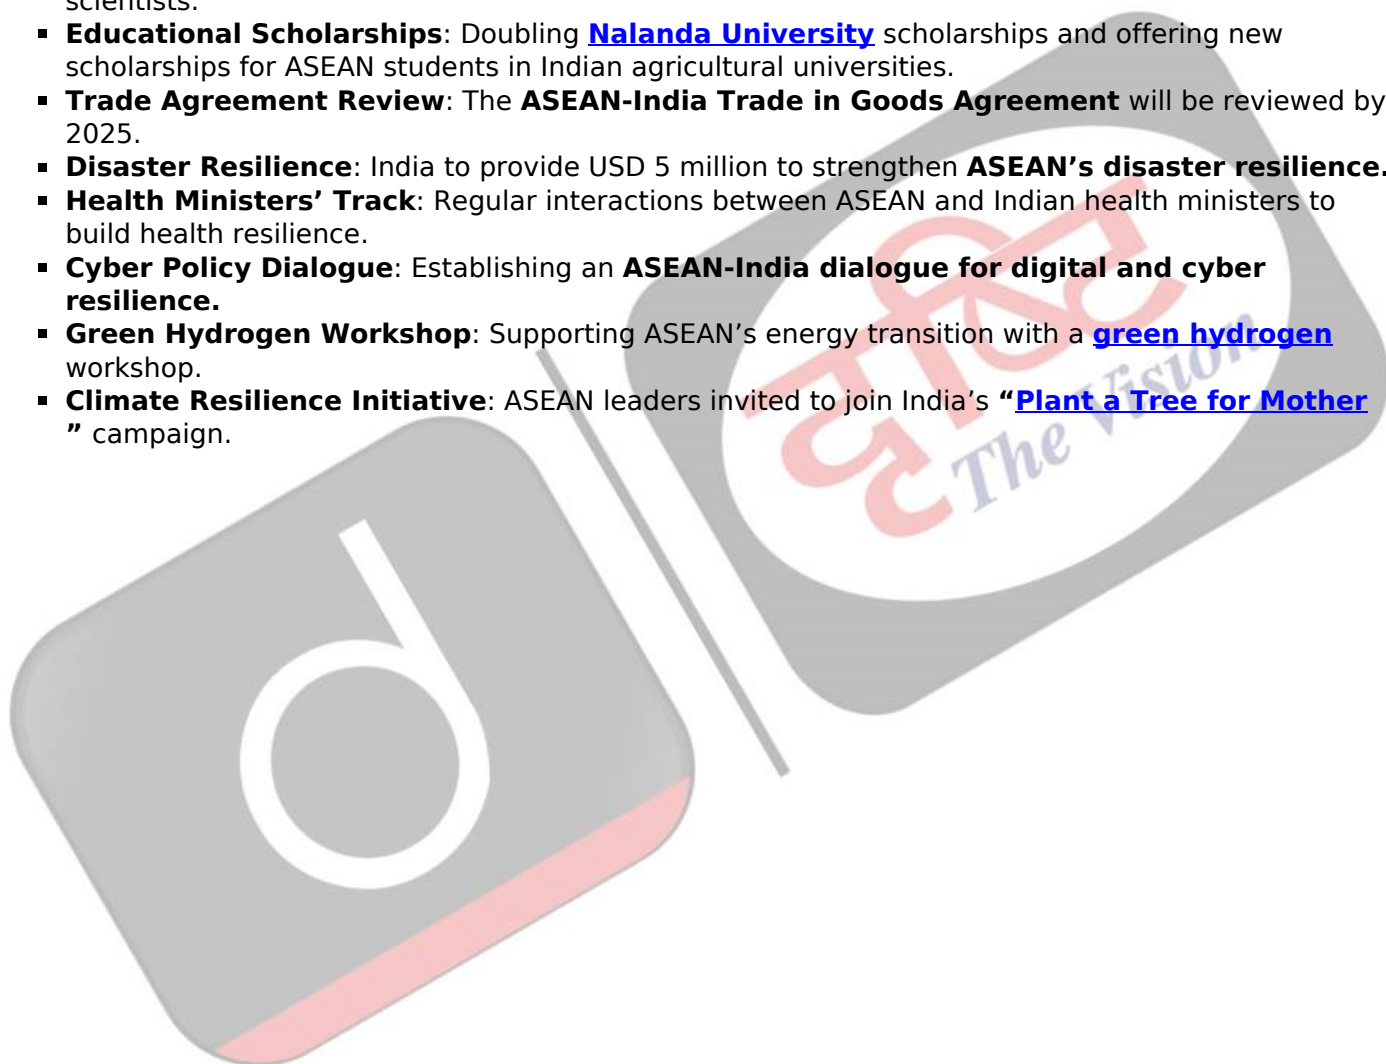 scientists.
▪ Educational Scholarships: Doubling Nalanda University scholarships and offering new
scholarships for ASEAN students in Indian agricultural universities.
▪ Trade Agreement Review: The ASEAN-India Trade in Goods Agreement will be reviewed by
2025.
▪ Disaster Resilience: India to provide USD 5 million to strengthen ASEAN’s disaster resilience.
▪ Health Ministers’ Track: Regular interactions between ASEAN and Indian health ministers to
build health resilience.
▪ Cyber Policy Dialogue: Establishing an ASEAN-India dialogue for digital and cyber
resilience.
▪ Green Hydrogen Workshop: Supporting ASEAN’s energy transition with a green hydrogen
workshop.
▪ Climate Resilience Initiative: ASEAN leaders invited to join India’s “Plant a Tree for Mother
” campaign.
दृष्टि
The Vision
d